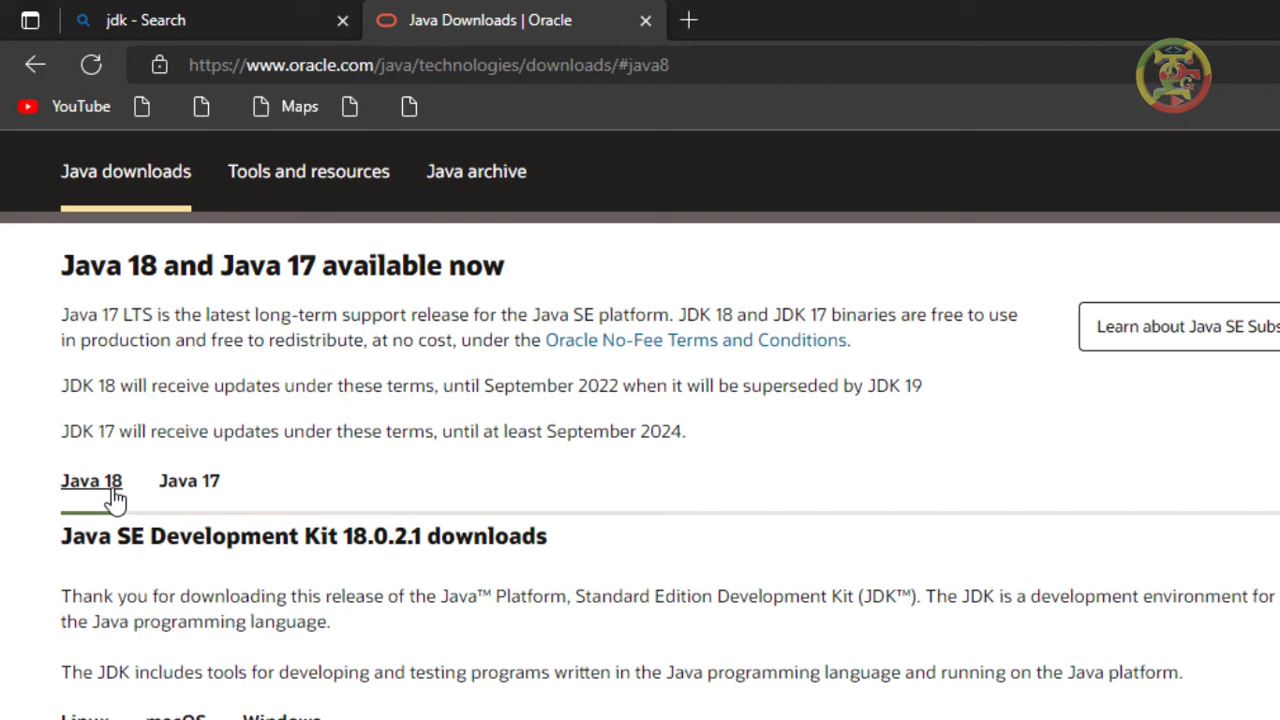 jdk - Search
Java Downloads | Oracle
https://www.oracle.com/java/technologies/downloads/#java8
YouTube
Maps
Java downloads
Tools and resources
Java archive
Java 18 and Java 17 available now
Java 17 LTS is the latest long-term support release for the Java SE platform. JDK 18 and JDK 17 binaries are free to use
in production and free to redistribute, at no cost, under the Oracle No-Fee Terms and Conditions.
Learn about Java SE Subs
JDK 18 will receive updates under these terms, until September 2022 when it will be superseded by JDK 19
JDK 17 will receive updates under these terms, until at least September 2024.
Java 18
Java 17
Java SE Development Kit 18.0.2.1 downloads
Thank you for downloading this release of the Java™ Platform, Standard Edition Development Kit (JDK™). The JDK is a development environment for
the Java programming language.
The JDK includes tools for developing and testing programs written in the Java programming language and running on the Java platform.
Linux
macOS
Windows